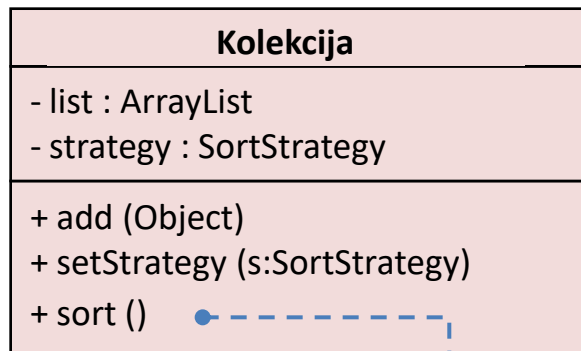 Kolekcija
- list : ArrayList
- strategy : SortStrategy
+ add (Object)
+ setStrategy (s:SortStrategy)
+ sort ()